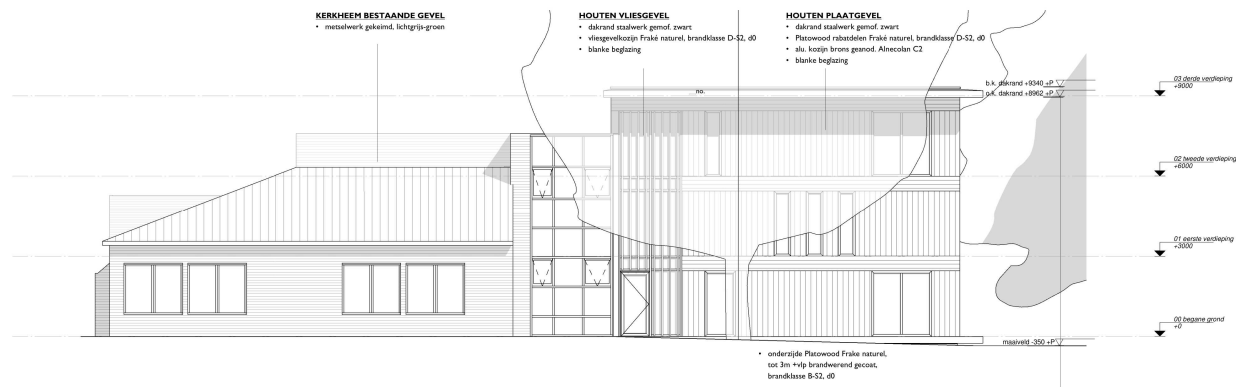 KERKHEEM BESTAANDE GEVEL
• metselwerk gekeimd, lichtgrijs-groen
HOUTEN VLIESGEVEL
• dakrand staalwerk gemof. zwart
• vliesgevelkozijn Fraké naturel, brandklasse D-S2, d0
• blanke beglazing
HOUTEN PLAATGEVEL
• dakrand staalwerk gemof. zwart
• Platowood rabatdelen Fraké naturel, brandklasse D-S2, d0
• alu. kozijn brons geanod. Alnecolan C2
• blanke beglazing
no.
b.k. dakrand +9340 +P
o.k. dakrand +8962 +P
03 derde verdieping
+9000
02 tweede verdieping
+6000
01 eerste verdieping
+3000
00 begane grond
+0
maaiveld -350 +P
• onderzijde Platowood Frake naturel,
tot 3m +vlp brandwerend gecoat,
brandklasse B-S2, d0